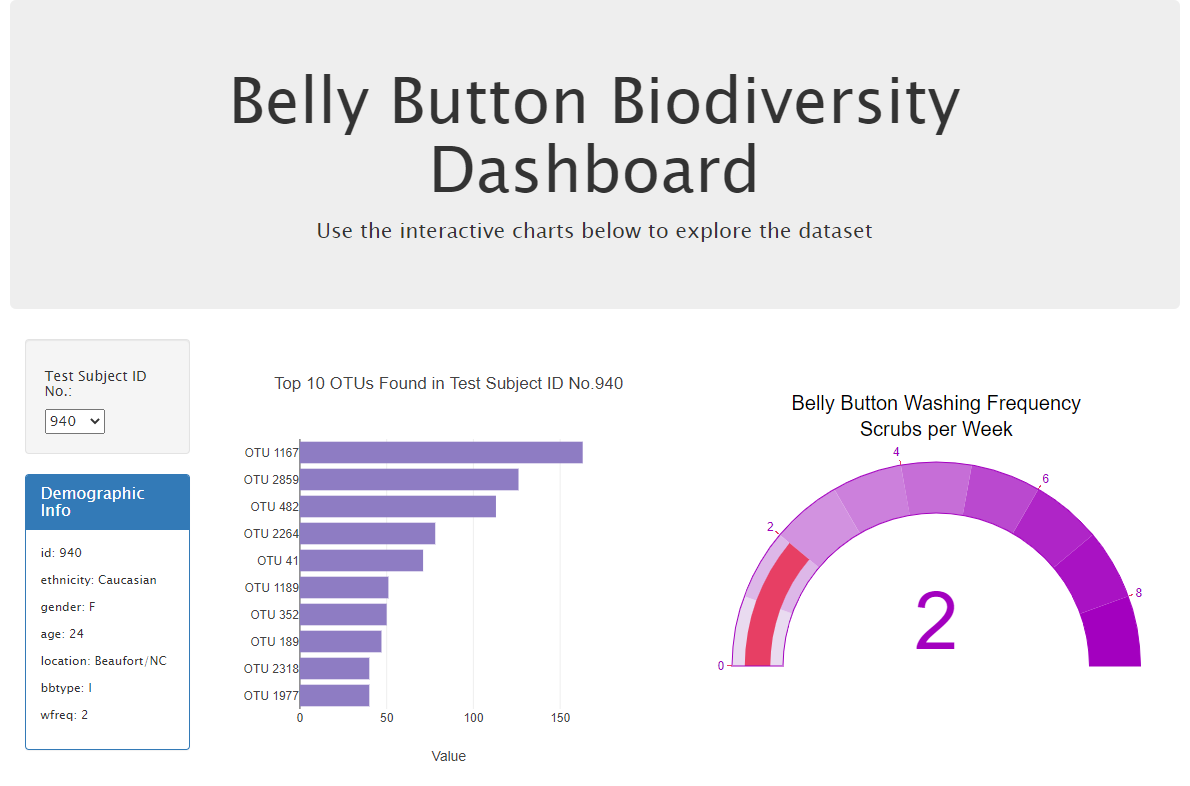 Belly Button Biodiversity
Dashboard
Use the interactive charts below to explore the dataset
Test Subject ID
No.:
940
Demographic
Info
id: 940
ethnicity: Caucasian
gender: F
age: 24
location: Beaufort/NC
bbtype: I
wfreq: 2
Top 10 OTUs Found in Test Subject ID No.940
OTU 1167
OTU 2859
OTU 482
OTU 2264
OTU 41
OTU 1189
OTU 352
OTU 189
OTU 2318
OTU 1977
0 50 100 150
Value
Belly Button Washing Frequency
Scrubs per Week
0
2
4
6
8
2